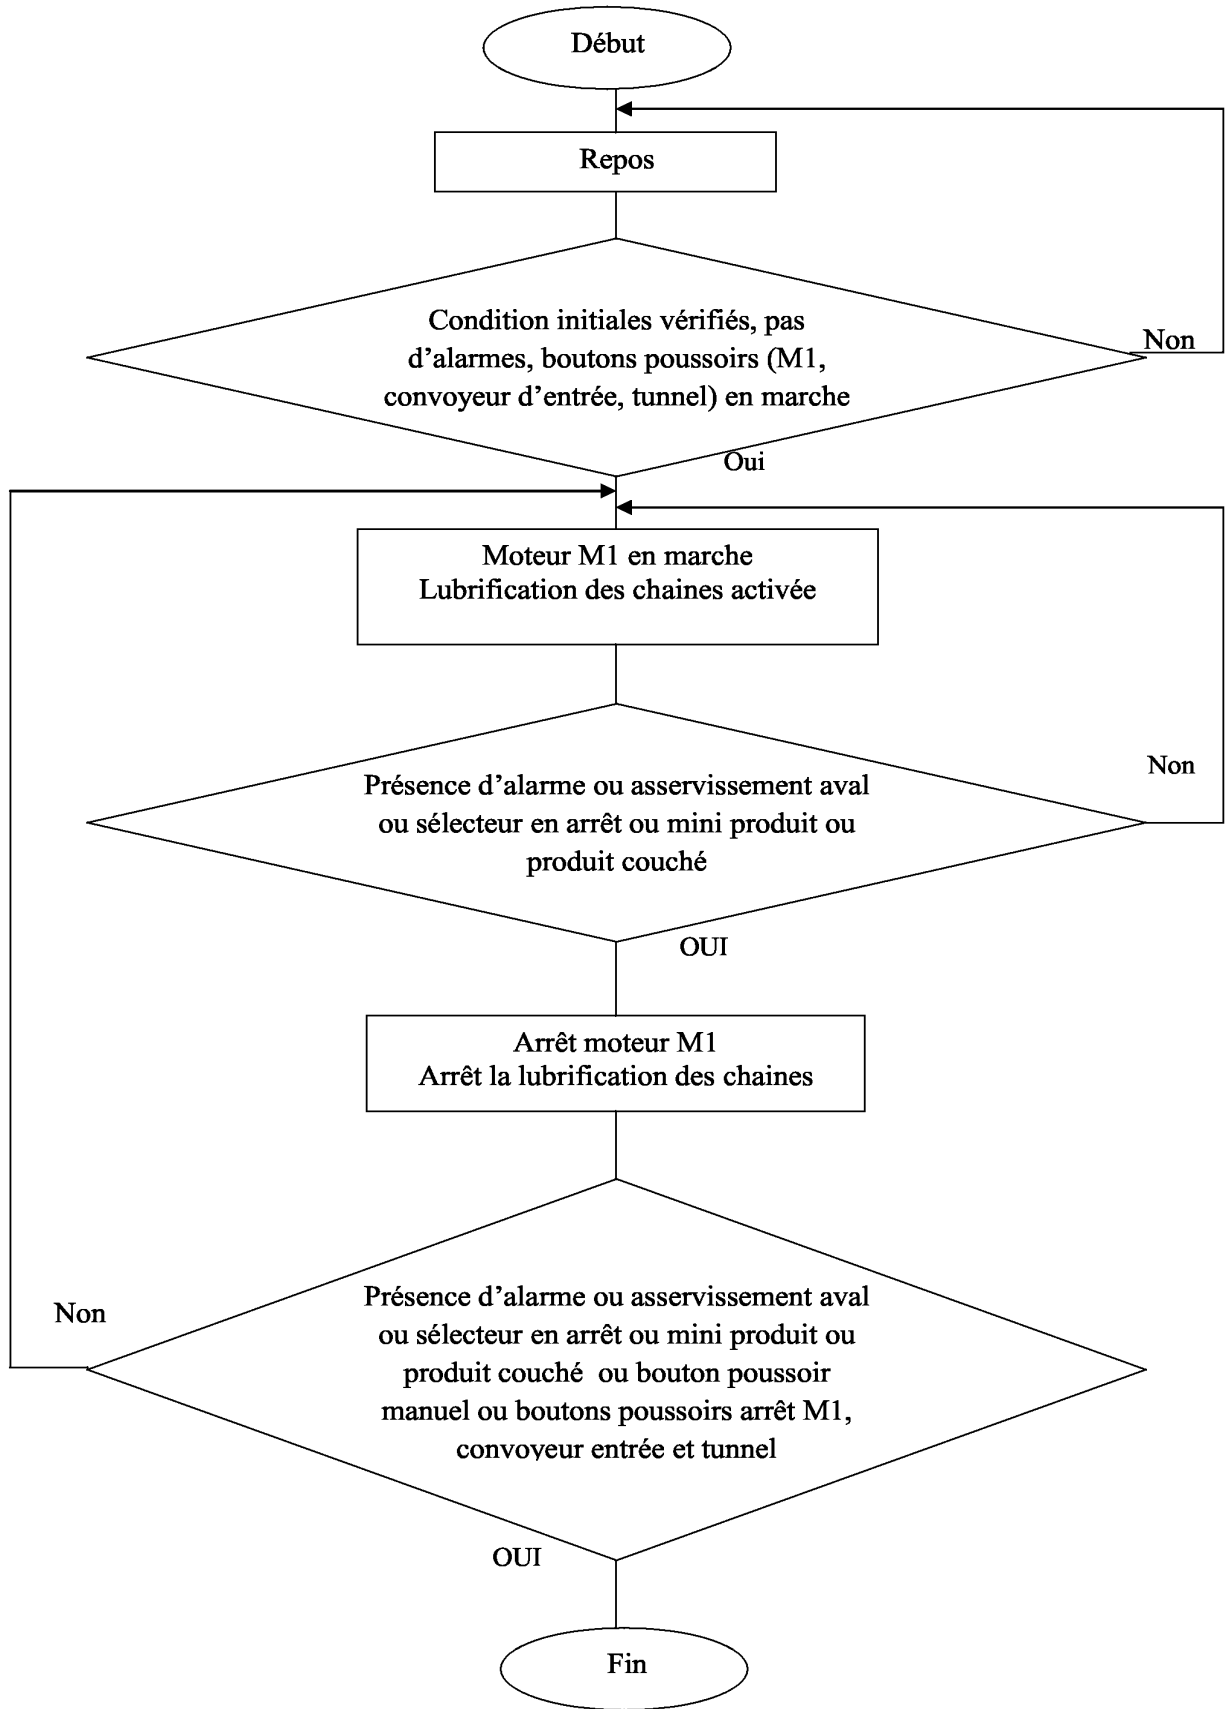 Début
Repos
Condition initiales vérifiés, pas
d'alarmes, boutons poussoirs (M1,
convoyeur d'entrée, tunnel) en marche
Non
Oui
Moteur M1 en marche
Lubrification des chaines activée
Présence d'alarme ou asservissement aval
ou sélecteur en arrêt ou mini produit ou
produit couché
Non
OUI
Arrêt moteur M1
Arrêt la lubrification des chaines
Présence d'alarme ou asservissement aval
ou sélecteur en arrêt ou mini produit ou
produit couché  ou bouton poussoir
manuel ou boutons poussoirs arrêt M1,
convoyeur entrée et tunnel
Non
OUI
Fin